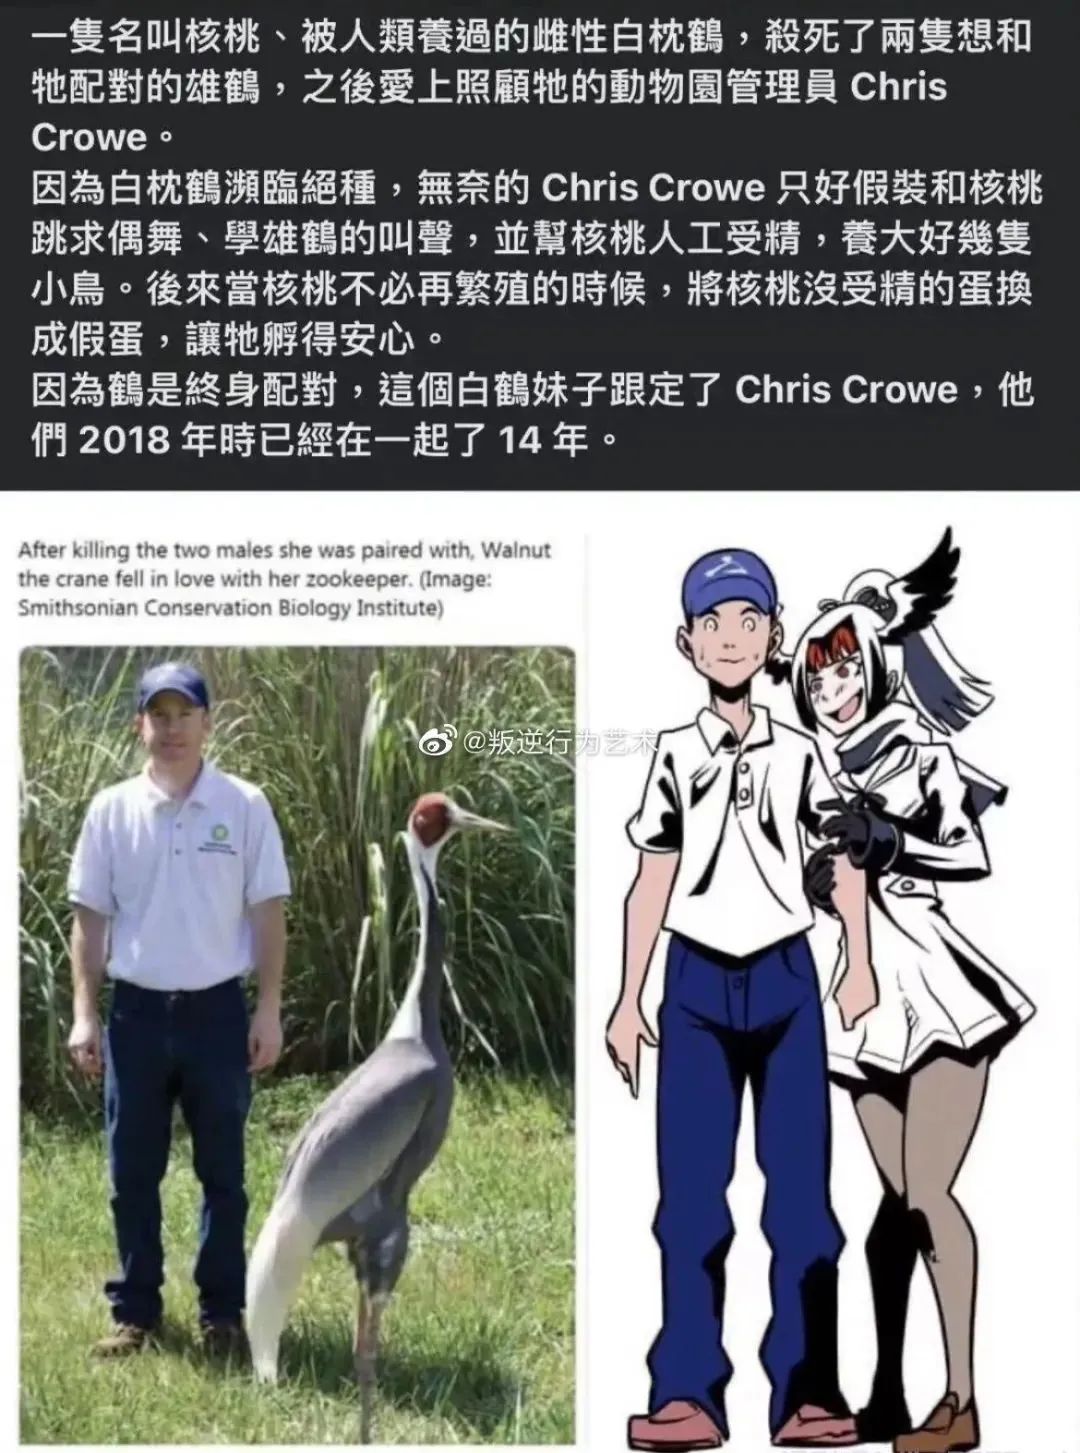 一隻名叫核桃、被人類養過的雌性白枕鶴，殺死了兩隻想和
牠配對的雄鶴，之後愛上照顧牠的動物園管理員 Chris
Crowe。
因為白枕鶴瀕臨絕種，無奈的 Chris Crowe 只好假裝和核桃
跳求偶舞、學雄鶴的叫聲，並幫核桃人工受精，養大好幾隻
小鳥。後來當核桃不必再繁殖的時候，將核桃沒受精的蛋換
成假蛋，讓牠孵得安心。
因為鶴是終身配對，這個白鶴妹子跟定了 Chris Crowe，他
們 2018 年時已經在一起了 14 年。
After killing the two males she was paired with, Walnut
the crane fell in love with her zookeeper. (Image:
Smithsonian Conservation Biology Institute)
@叛逆行为艺术